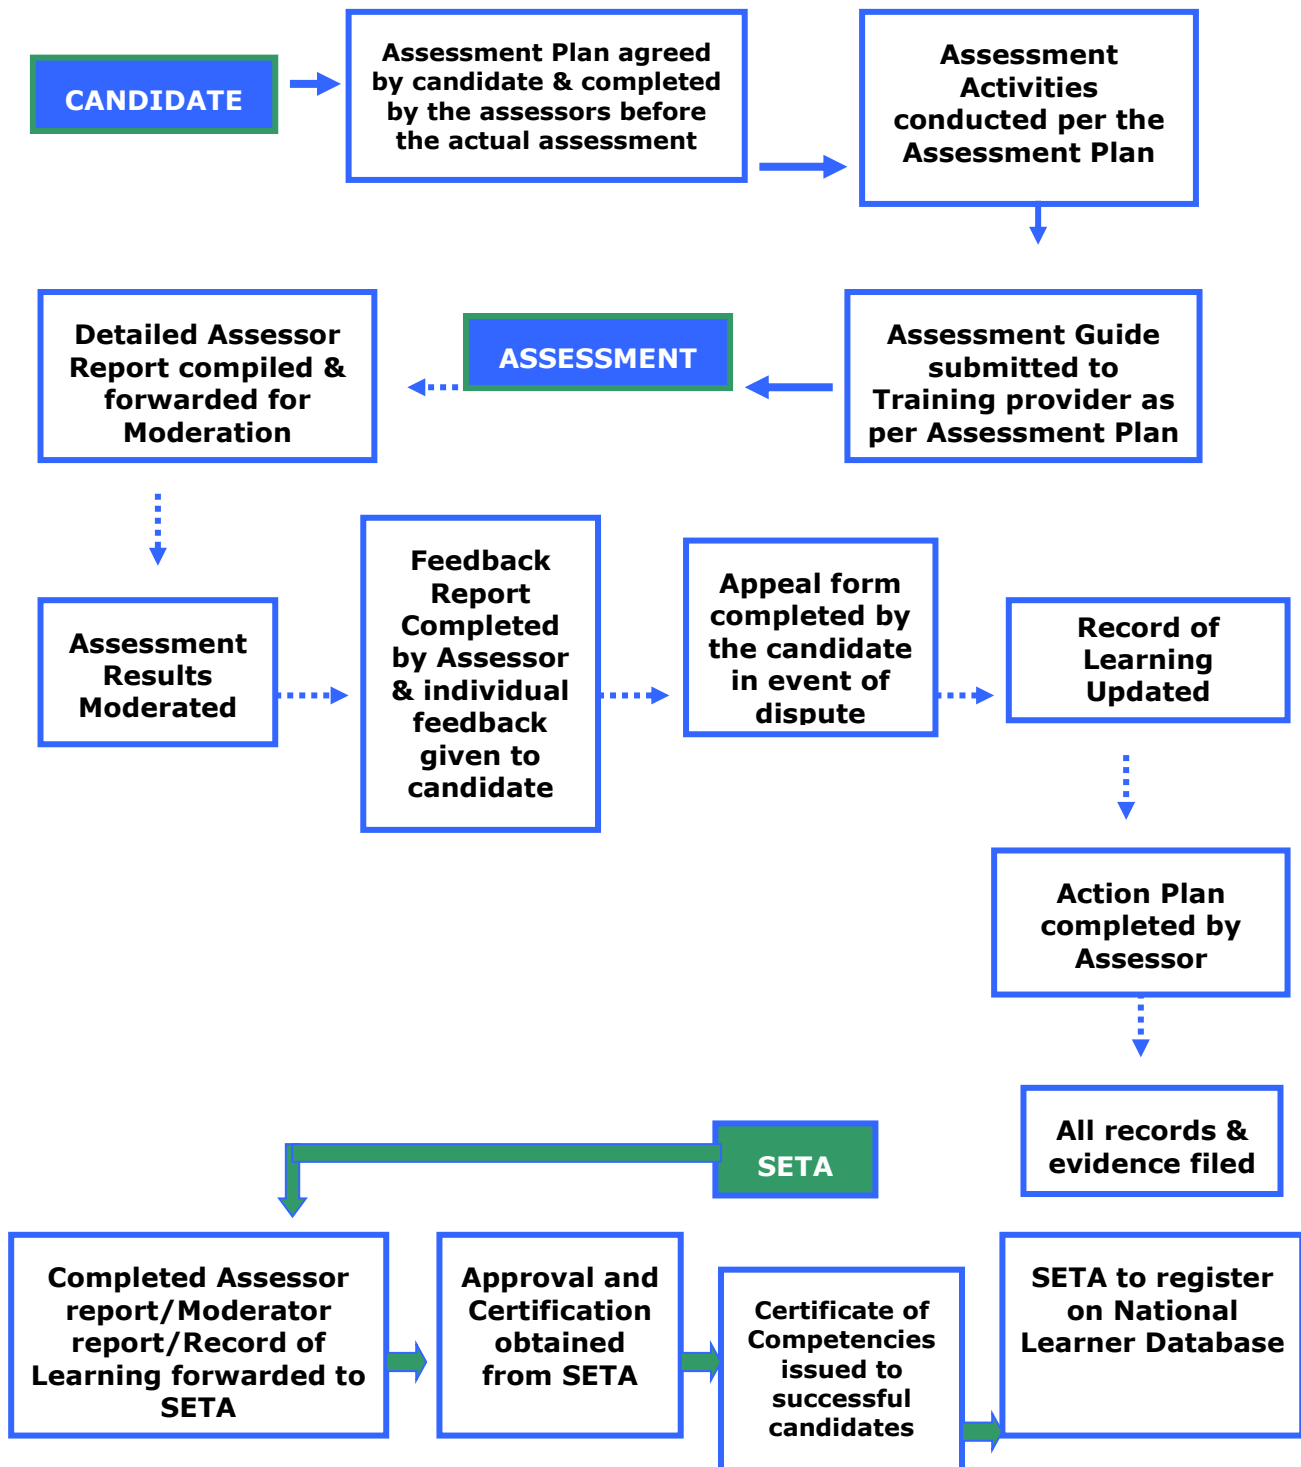 CANDIDATE
Assessment Plan agreed
by candidate & completed
by the assessors before
the actual assessment
Assessment
Activities
conducted per the
Assessment Plan
Detailed Assessor
Report compiled &
forwarded for
Moderation
ASSESSMENT
Assessment Guide
submitted to
Training provider as
per Assessment Plan
Assessment
Results
Moderated
Feedback
Report
Completed
by Assessor
& individual
feedback
given to
candidate
Appeal form
completed by
the candidate
in event of
dispute
Record of
Learning
Updated
Action Plan
completed by
Assessor
All records &
evidence filed
SETA
Completed Assessor
report/Moderator
report/Record of
Learning forwarded to
SETA
Approval and
Certification
obtained
from SETA
Certificate of
Competencies
issued to
successful
candidates
SETA to register
on National
Learner Database